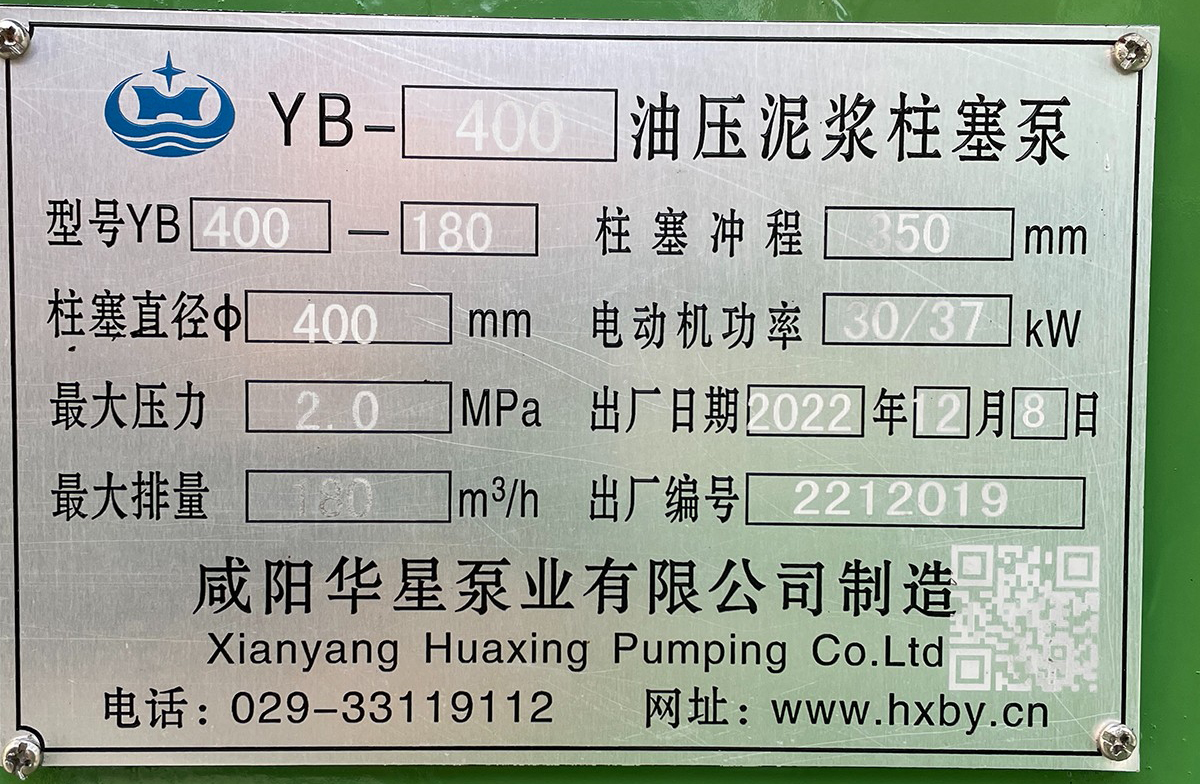 YB-400油压泥浆柱塞泵
型号YB 400 — 180 柱塞冲程 350 mm
柱塞直径ф 400 mm 电动机功率 30/37 kW
最大压力 2.0 MPa 出厂日期 2022 年 12 月 8 日
最大排量 180 m³/h 出厂编号 2212019
咸阳华星泵业有限公司制造
Xianyang Huaxing Pumping Co.Ltd
电话：029-33119112 网址：www.hxby.cn